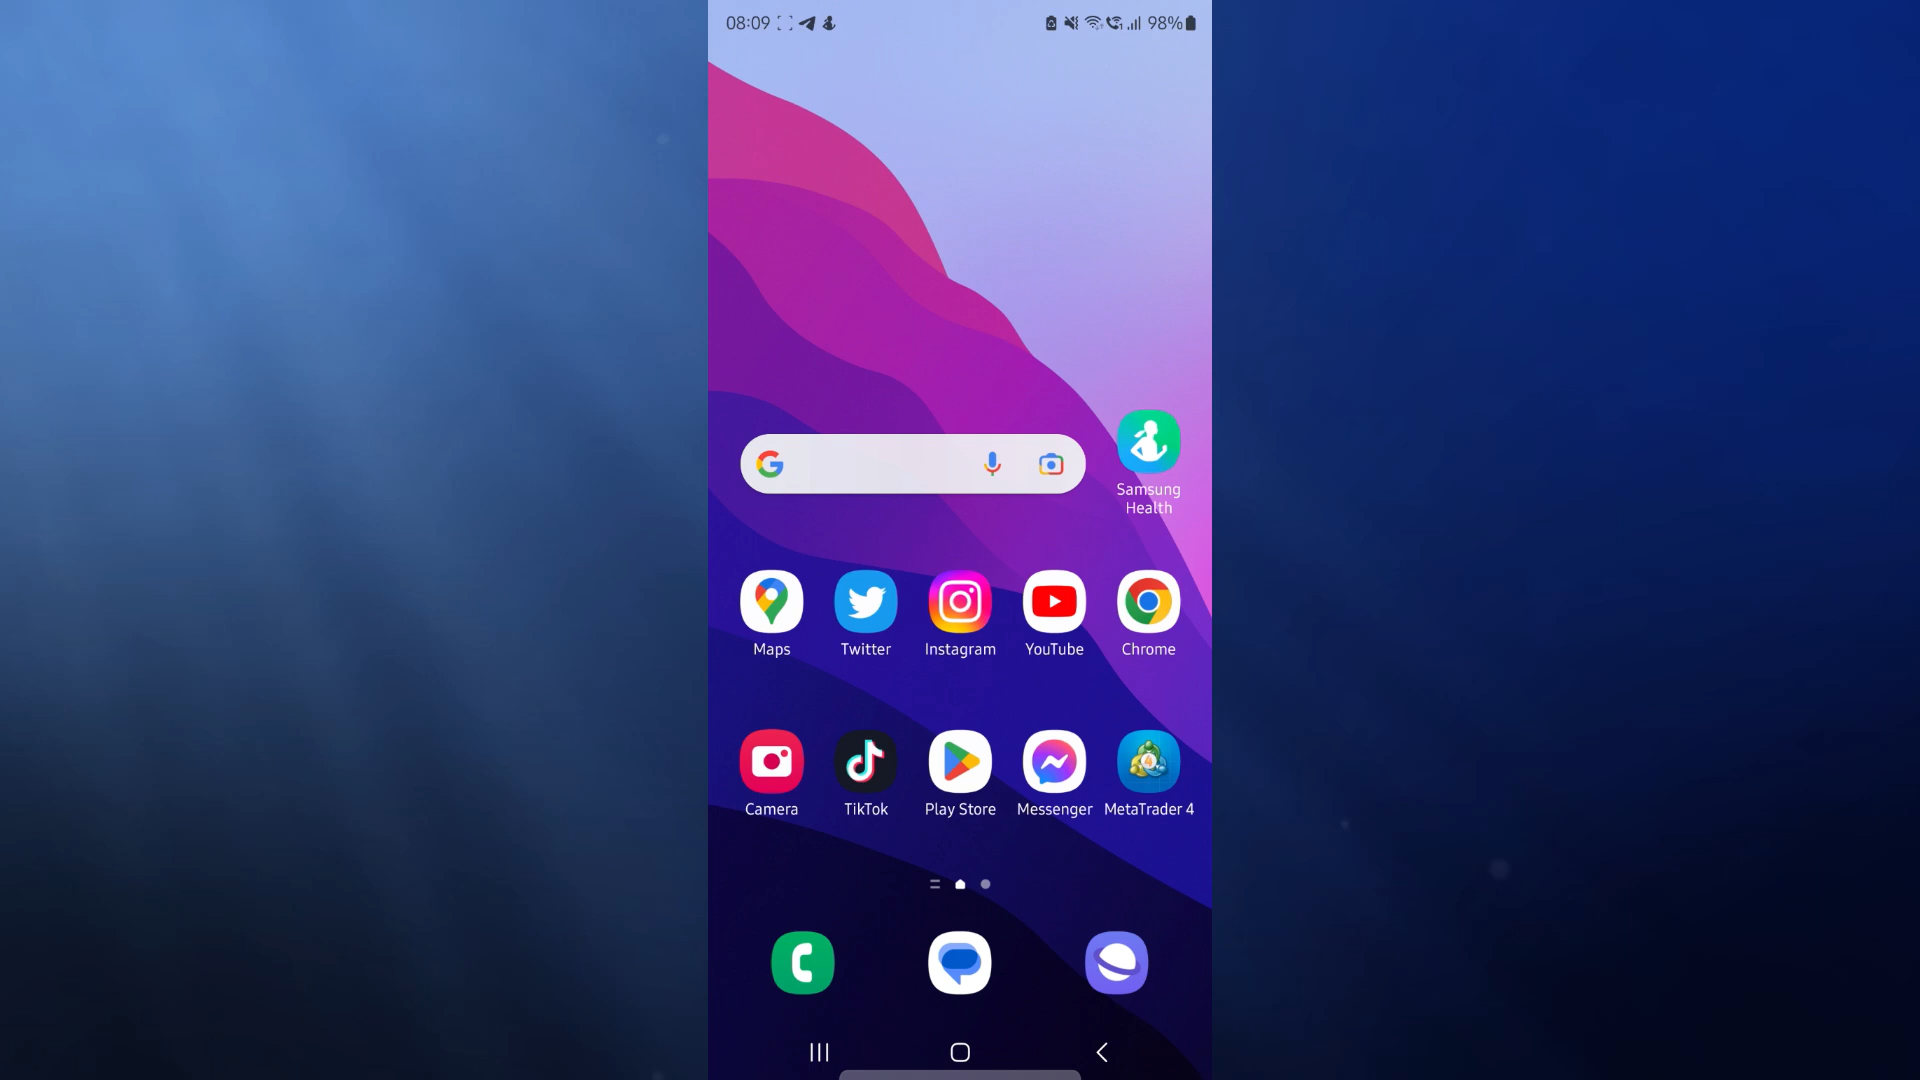 08:09
98%
Samsung
Health
Maps
Twitter
Instagram
YouTube
Chrome
Camera
TikTok
Play Store
Messenger
MetaTrader 4